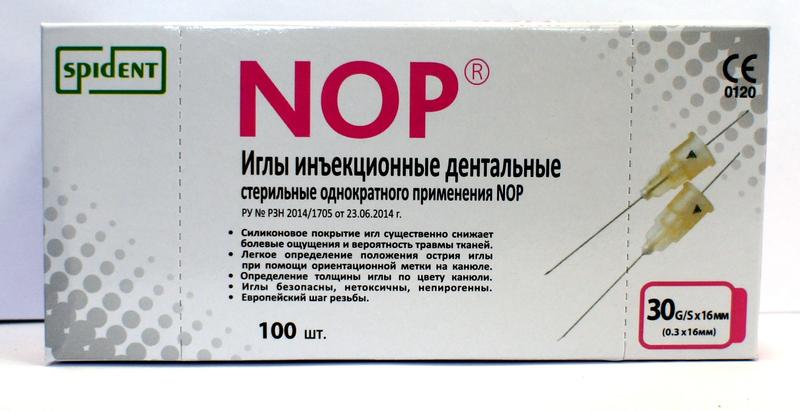 SPIDENT
NOP®
CE
0120
Иглы инъекционные дентальные
стерильные однократного применения NOP
РУ № РЗН 2014/1705 от 23.06.2014 г.
• Силиконовое покрытие игл существенно снижает
болевые ощущения и вероятность травмы тканей.
• Легкое определение положения острия иглы
при помощи ориентационной метки на канюле.
• Определение толщины иглы по цвету канюли.
• Иглы безопасны, нетоксичны, непирогенны.
• Европейский шаг резьбы.
100 шт.
30G/S x 16мм
(0.3 x 16мм)